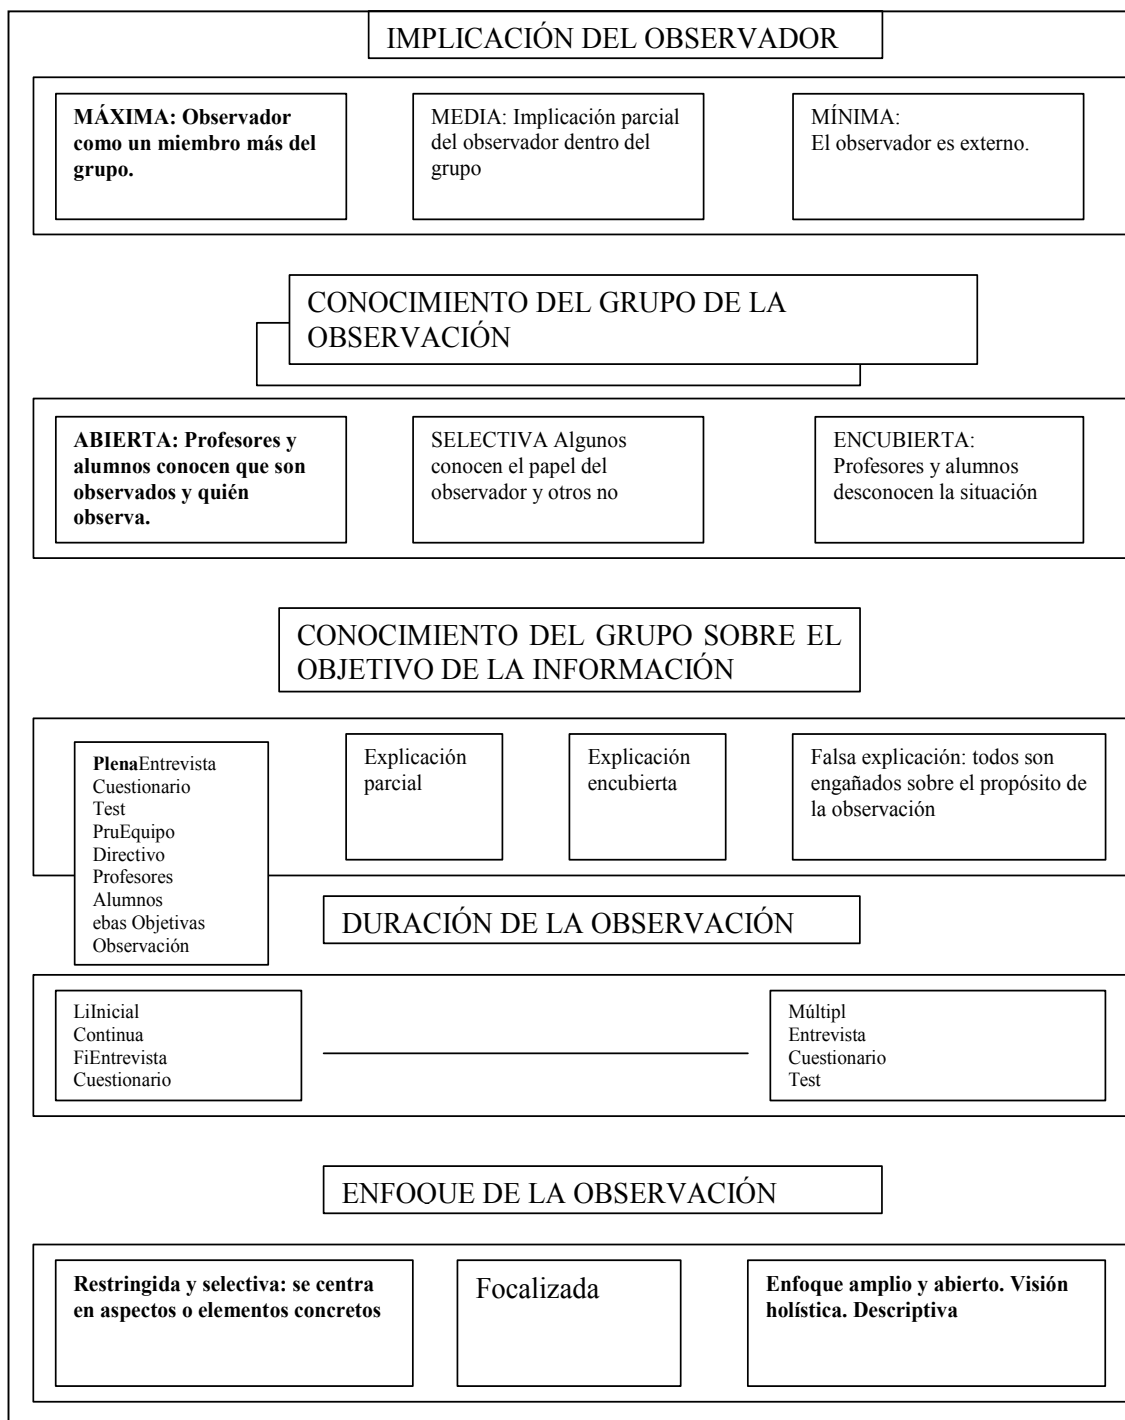 IMPLICACIÓN DEL OBSERVADOR
MÁXIMA: Observador
como un miembro más del
grupo.
MEDIA: Implicación parcial
del observador dentro del
grupo
MÍNIMA:
El observador es externo.
CONOCIMIENTO DEL GRUPO DE LA
OBSERVACIÓN
ABIERTA: Profesores y
alumnos conocen que son
observados y quién
observa.
SELECTIVA Algunos
conocen el papel del
observador y otros no
ENCUBIERTA:
Profesores y alumnos
desconocen la situación
CONOCIMIENTO DEL GRUPO SOBRE EL
OBJETIVO DE LA INFORMACIÓN
PlenaEntrevista
Cuestionario
Test
PruEquipo
Directivo
Profesores
Alumnos
ebas Objetivas
Observación
Explicación
parcial
Explicación
encubierta
Falsa explicación: todos son
engañados sobre el propósito de
la observación
DURACIÓN DE LA OBSERVACIÓN
LiInicial
Continua
FiEntrevista
Cuestionario
Múltipl
Entrevista
Cuestionario
Test
ENFOQUE DE LA OBSERVACIÓN
Restringida y selectiva: se centra
en aspectos o elementos concretos
Focalizada
Enfoque amplio y abierto. Visión
holística. Descriptiva